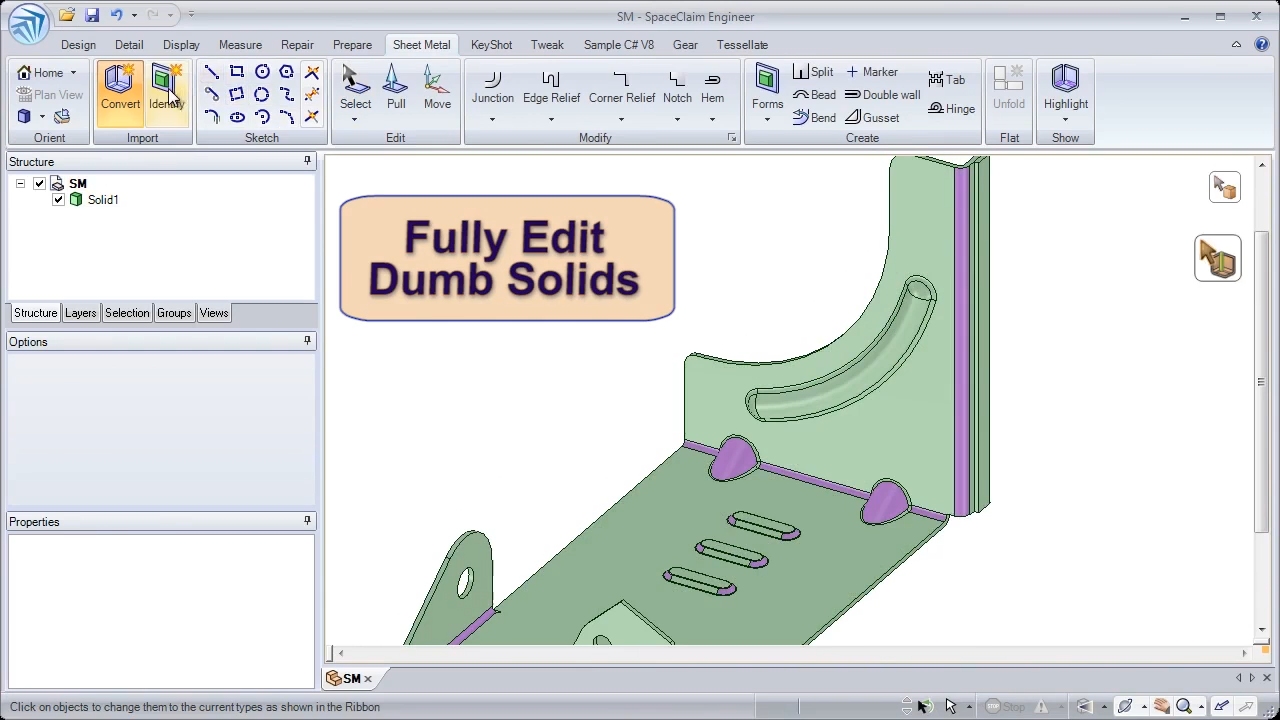 SM - SpaceClaim Engineer
Design Detail Display Measure Repair Prepare Sheet Metal KeyShot Tweak Sample C# V8 Gear Tessellate
Home
Plan View
Orient
Convert
Identify
Import
Sketch
Select
Pull
Move
Edit
Junction
Edge Relief
Corner Relief
Notch
Hem
Modify
Forms
Split
Bead
Bend
Marker
Double wall
Gusset
Tab
Hinge
Create
Unfold
Flat
Highlight
Show
Structure
SM
Solid1
Structure Layers Selection Groups Views
Options
Properties
Fully Edit
Dumb Solids
SM
Click on objects to change them to the current types as shown in the Ribbon
Stop